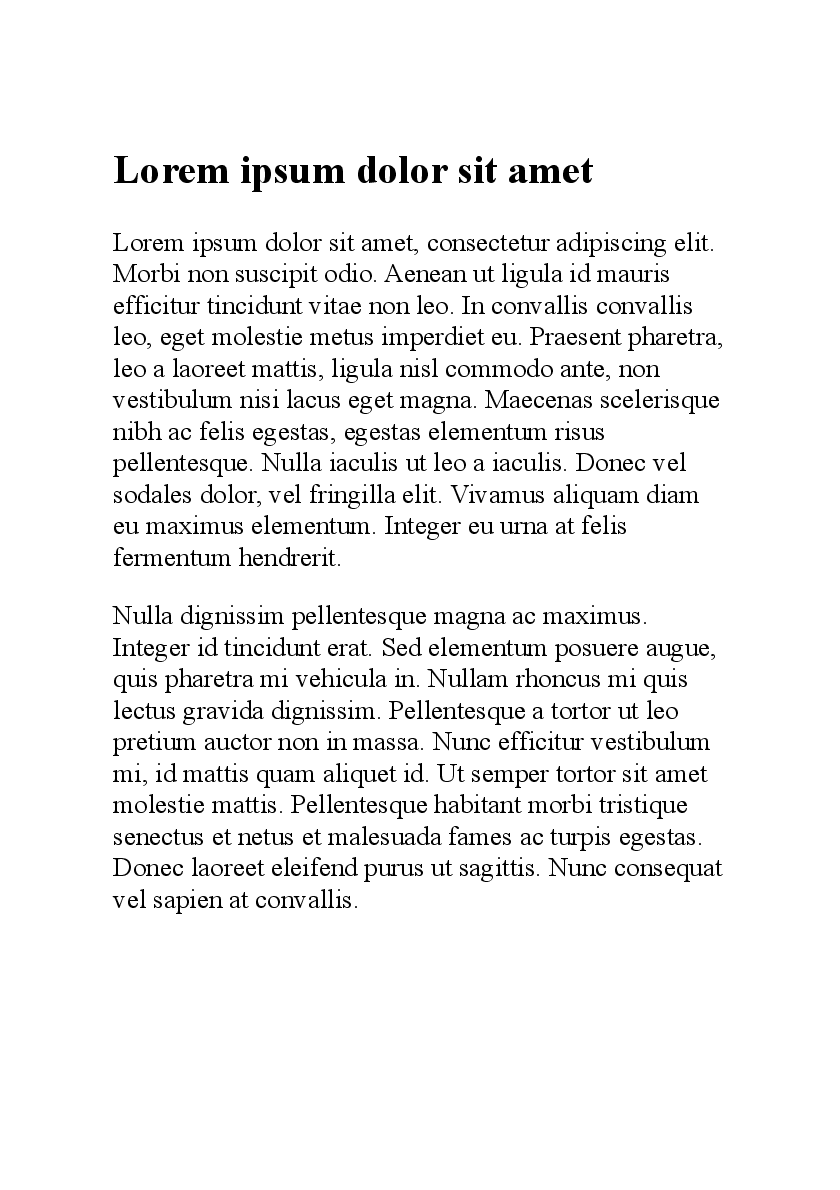 Lorem ipsum dolor sit amet
Lorem ipsum dolor sit amet, consectetur adipiscing elit.
Morbi non suscipit odio. Aenean ut ligula id mauris
efficitur tincidunt vitae non leo. In convallis convallis
leo, eget molestie metus imperdiet eu. Praesent pharetra,
leo a laoreet mattis, ligula nisl commodo ante, non
vestibulum nisi lacus eget magna. Maecenas scelerisque
nibh ac felis egestas, egestas elementum risus
pellentesque. Nulla iaculis ut leo a iaculis. Donec vel
sodales dolor, vel fringilla elit. Vivamus aliquam diam
eu maximus elementum. Integer eu urna at felis
fermentum hendrerit.
Nulla dignissim pellentesque magna ac maximus.
Integer id tincidunt erat. Sed elementum posuere augue,
quis pharetra mi vehicula in. Nullam rhoncus mi quis
lectus gravida dignissim. Pellentesque a tortor ut leo
pretium auctor non in massa. Nunc efficitur vestibulum
mi, id mattis quam aliquet id. Ut semper tortor sit amet
molestie mattis. Pellentesque habitant morbi tristique
senectus et netus et malesuada fames ac turpis egestas.
Donec laoreet eleifend purus ut sagittis. Nunc consequat
vel sapien at convallis.